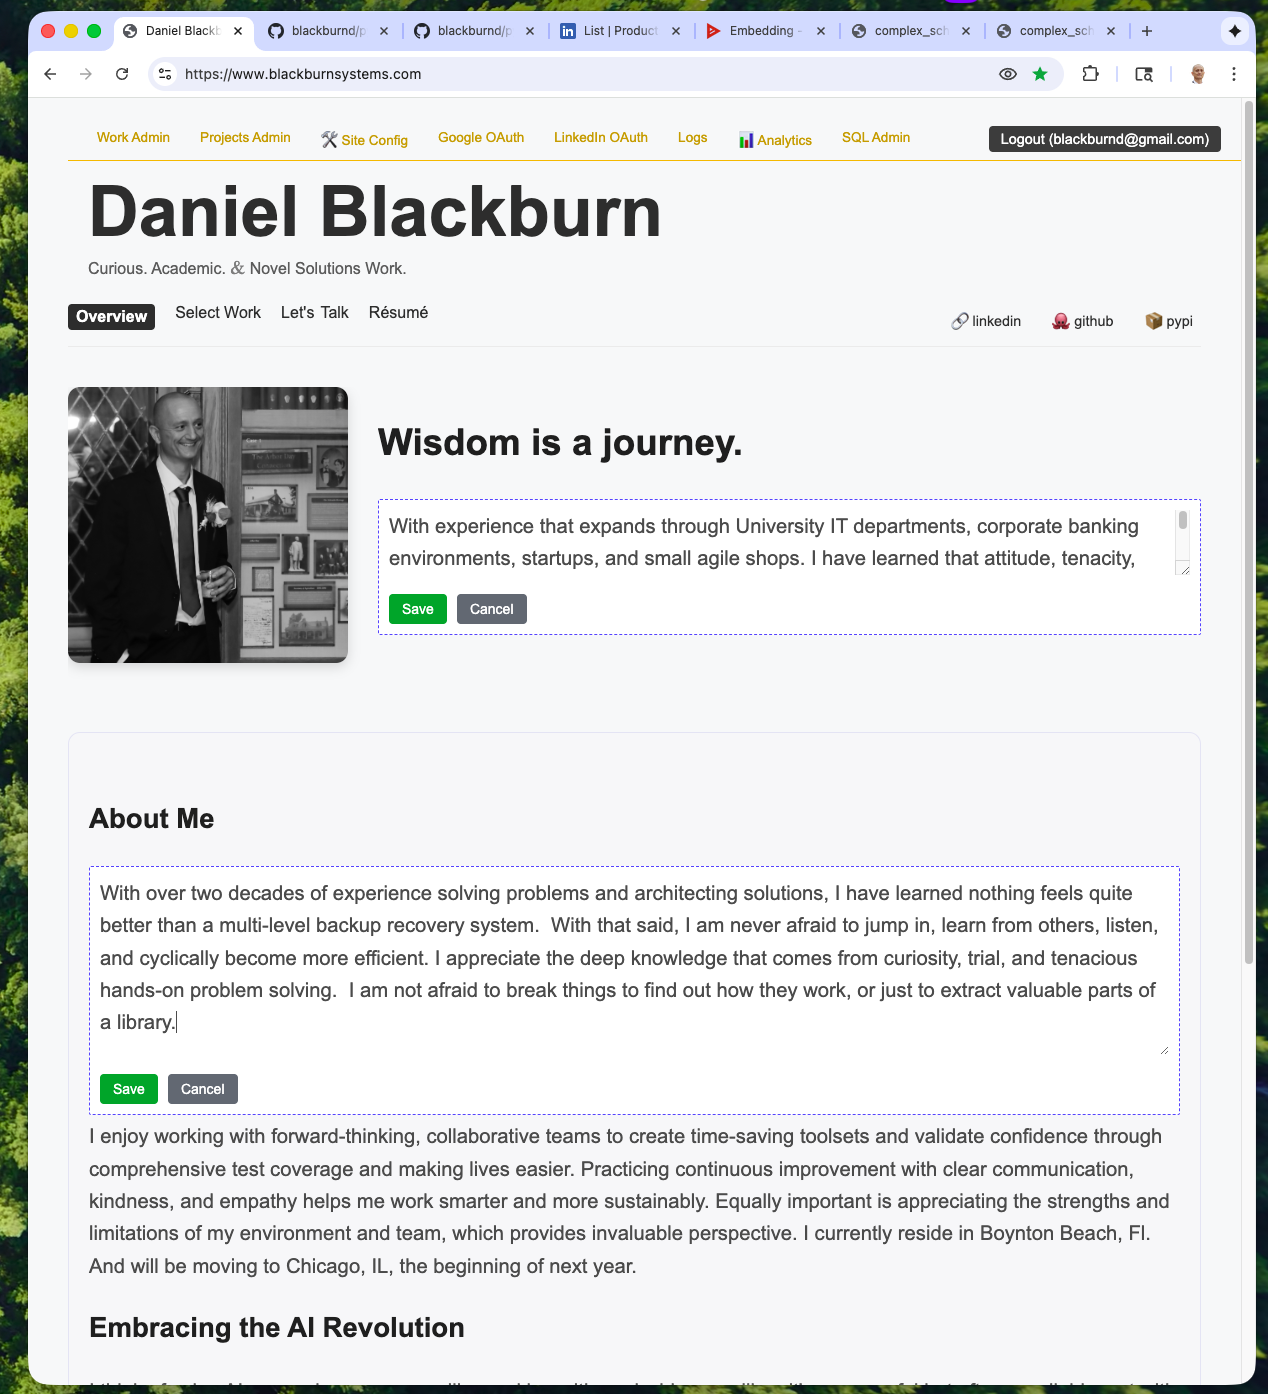 Daniel Blackb
blackburnd/p
blackburnd/p
List | Product
Embedding -
complex_sch
complex_sch
https://www.blackburnsystems.com
Work Admin
Projects Admin
Site Config
Google OAuth
LinkedIn OAuth
Logs
Analytics
SQL Admin
Logout (blackburnd@gmail.com)
Daniel Blackburn
Curious. Academic. & Novel Solutions Work.
Overview
Select Work
Let's Talk
Résumé
linkedin
github
pypi
Wisdom is a journey.
With experience that expands through University IT departments, corporate banking
environments, startups, and small agile shops. I have learned that attitude, tenacity,
Save
Cancel
About Me
With over two decades of experience solving problems and architecting solutions, I have learned nothing feels quite
better than a multi-level backup recovery system.  With that said, I am never afraid to jump in, learn from others, listen,
and cyclically become more efficient. I appreciate the deep knowledge that comes from curiosity, trial, and tenacious
hands-on problem solving.  I am not afraid to break things to find out how they work, or just to extract valuable parts of
a library.
Save
Cancel
I enjoy working with forward-thinking, collaborative teams to create time-saving toolsets and validate confidence through
comprehensive test coverage and making lives easier. Practicing continuous improvement with clear communication,
kindness, and empathy helps me work smarter and more sustainably. Equally important is appreciating the strengths and
limitations of my environment and team, which provides invaluable perspective. I currently reside in Boynton Beach, Fl.
And will be moving to Chicago, IL, the beginning of next year.
Embracing the AI Revolution